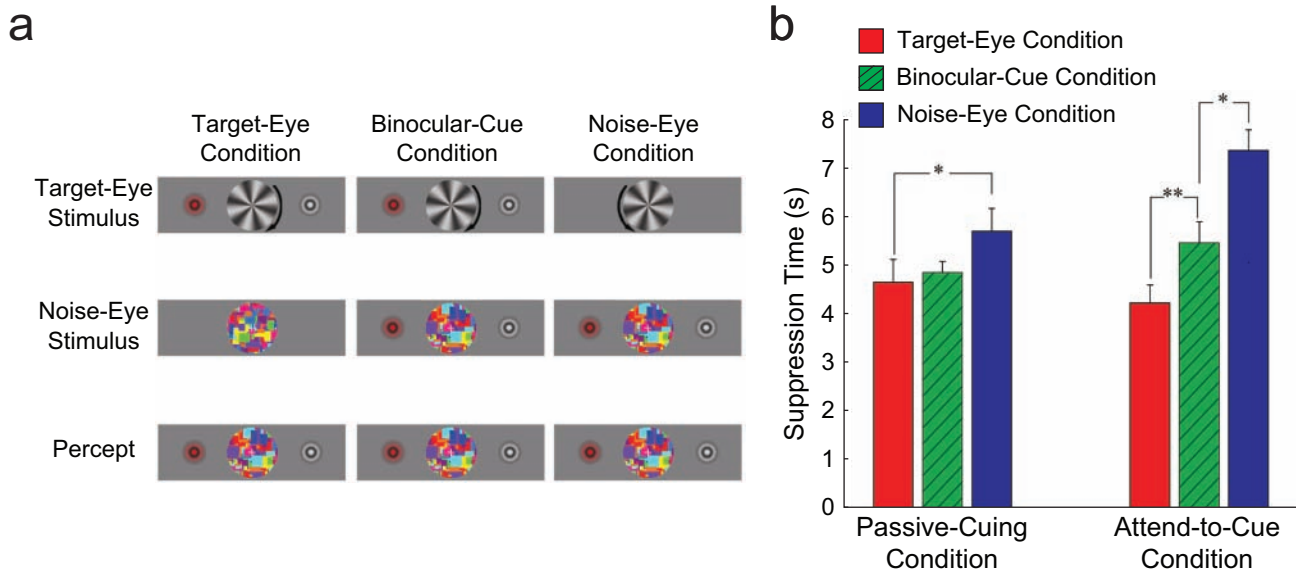 a
Target-Eye
Condition
Binocular-Cue
Condition
Noise-Eye
Condition
Target-Eye
Stimulus
Noise-Eye
Stimulus
Percept
b
Target-Eye Condition
Binocular-Cue Condition
Noise-Eye Condition
Suppression Time (s)
8
7
6
5
4
3
2
1
0
*
**
*
Passive-Cuing
Condition
Attend-to-Cue
Condition